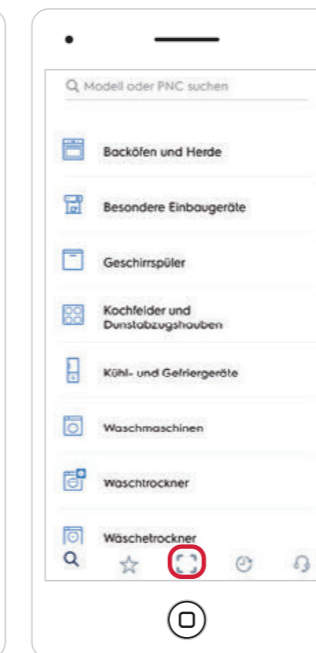 Modell oder PNC suchen
Backöfen und Herde
Besondere Einbaugeräte
Geschirrspüler
Kochfelder und
Dunstabzugshauben
Kühl- und Gefriergeräte
Waschmaschinen
Waschtrockner
Wäschetrockner